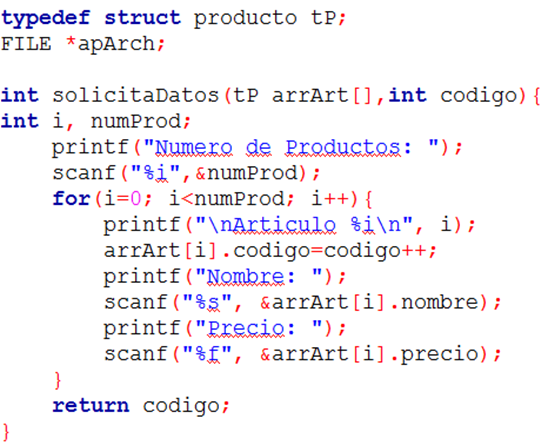 typedef struct producto tP;
FILE *apArch;

int solicitaDatos(tP arrArt[],int codigo){
int i, numProd;
    printf("Numero de Productos: ");
    scanf("%i",&numProd);
    for(i=0; i<numProd; i++){
        printf("\nArticulo %i\n", i);
        arrArt[i].codigo=codigo++;
        printf("Nombre: ");
        scanf("%s", &arrArt[i].nombre);
        printf("Precio: ");
        scanf("%f", &arrArt[i].precio);
    }
    return codigo;
}